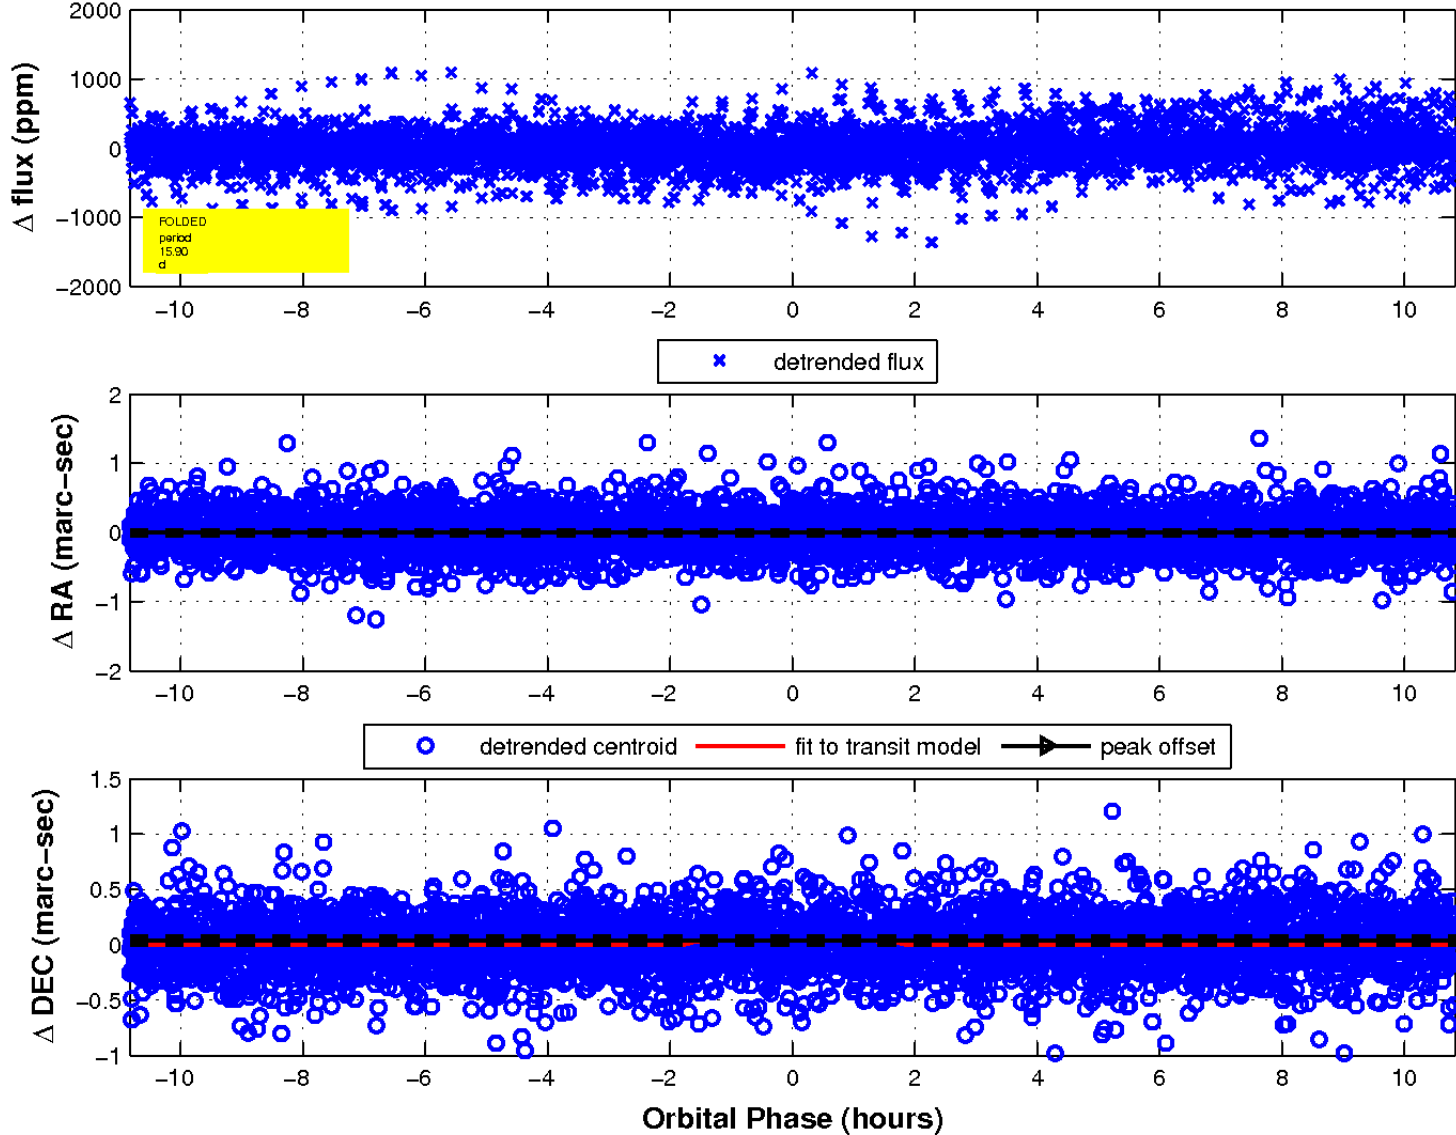 2000
1000
0
−1000
−2000
Δ flux (ppm)
FOLDED
period
15.90
d
−10 −8 −6 −4 −2 0 2 4 6 8 10
detrended flux
2
1
0
−1
−2
Δ RA (marc−sec)
−10 −8 −6 −4 −2 0 2 4 6 8 10
detrended centroid fit to transit model peak offset
1.5
1
0.5
0
−0.5
−1
Δ DEC (marc−sec)
−10 −8 −6 −4 −2 0 2 4 6 8 10
Orbital Phase (hours)